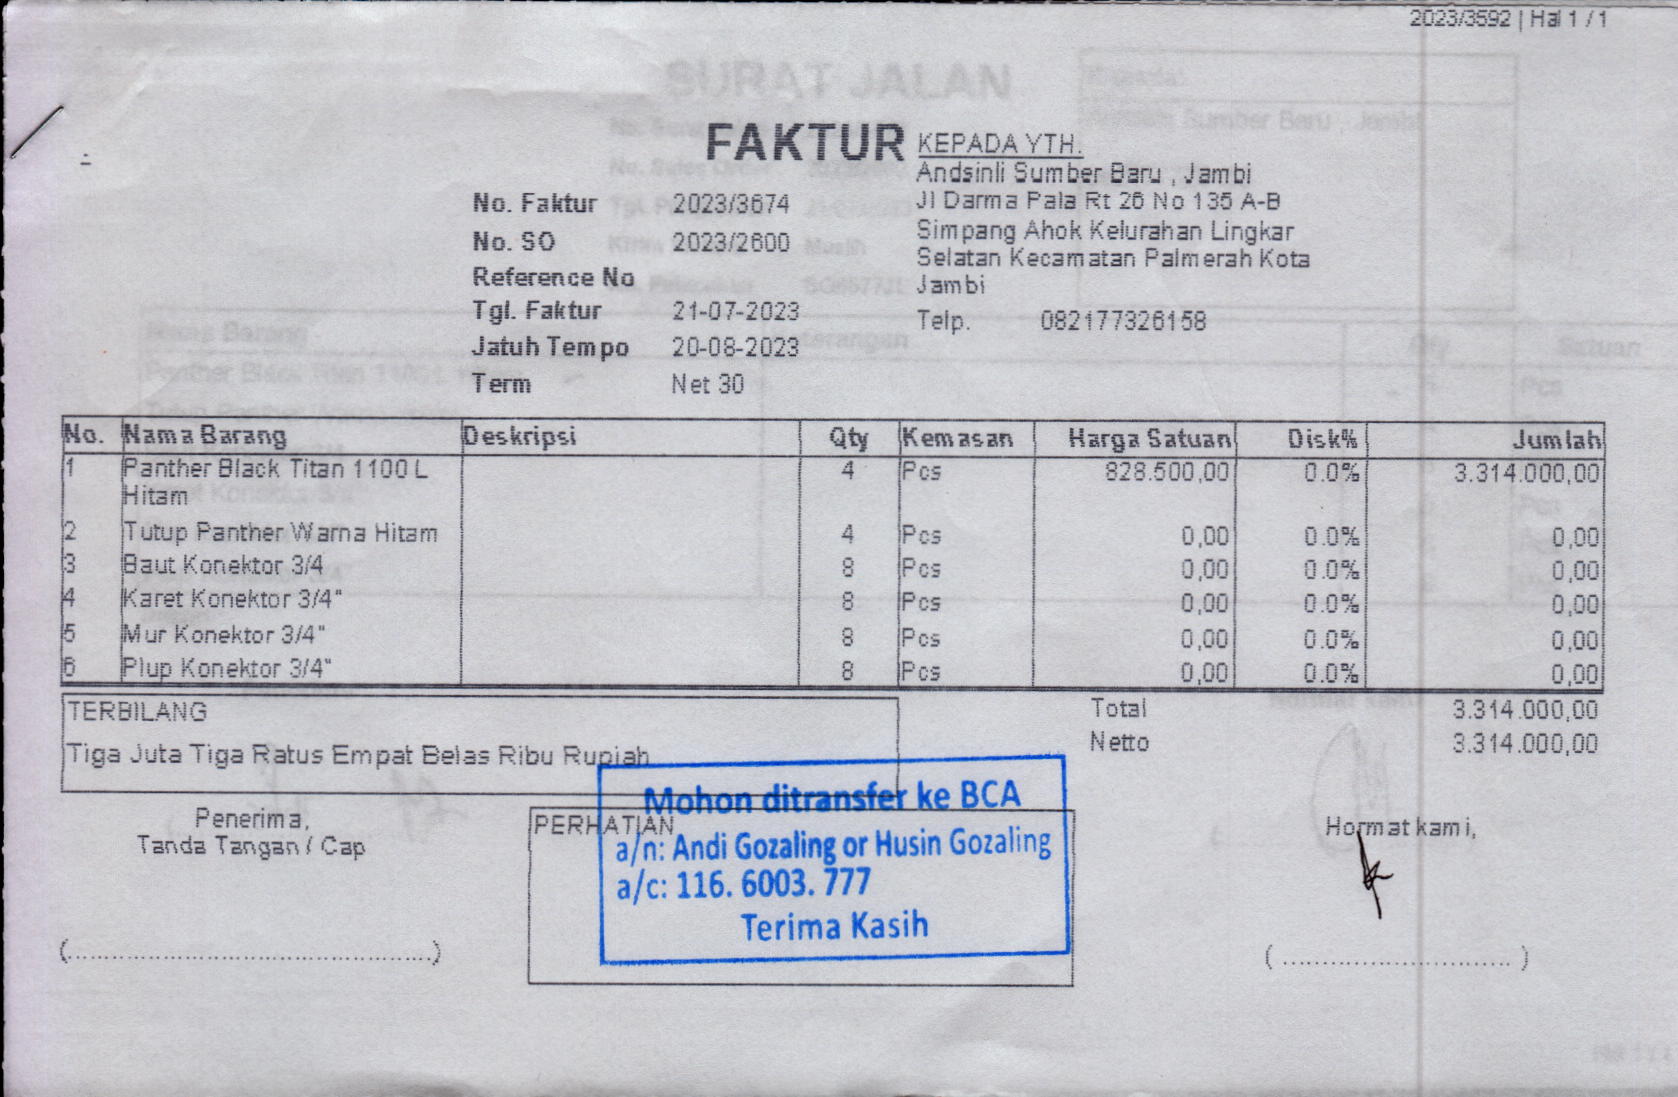 2023/3592 | Hal 1 / 1
FAKTUR
KEPADA YTH.
Andsinli Sumber Baru , Jambi
Jl Darma Pala Rt 26 No 135 A-B
Simpang Ahok Kelurahan Lingkar
Selatan Kecamatan Palmerah Kota
Jambi
Telp. 082177326158
No. Faktur 2023/3674
No. SO 2023/2600
Reference No
Tgl. Faktur 21-07-2023
Jatuh Tempo 20-08-2023
Term Net 30
No. Nama Barang Deskripsi Qty Kemasan Harga Satuan Disk% Jumlah
1 Panther Black Titan 1100 L 4 Pcs 828.500,00 0.0% 3.314.000,00
Hitam
2 Tutup Panther Warna Hitam 4 Pcs 0,00 0.0% 0,00
3 Baut Konektor 3/4 8 Pcs 0,00 0.0% 0,00
4 Karet Konektor 3/4" 8 Pcs 0,00 0.0% 0,00
5 Mur Konektor 3/4" 8 Pcs 0,00 0.0% 0,00
6 Plup Konektor 3/4" 8 Pcs 0,00 0.0% 0,00
TERBILANG
Tiga Juta Tiga Ratus Empat Belas Ribu Rupiah
Total 3.314.000,00
Netto 3.314.000,00
Penerima,
Tanda Tangan / Cap
(..........................................)
PERHATIAN
Mohon ditransfer ke BCA
a/n: Andi Gozaling or Husin Gozaling
a/c: 116. 6003. 777
Terima Kasih
Hormat kami,
( ............................ )
SURAT JALAN